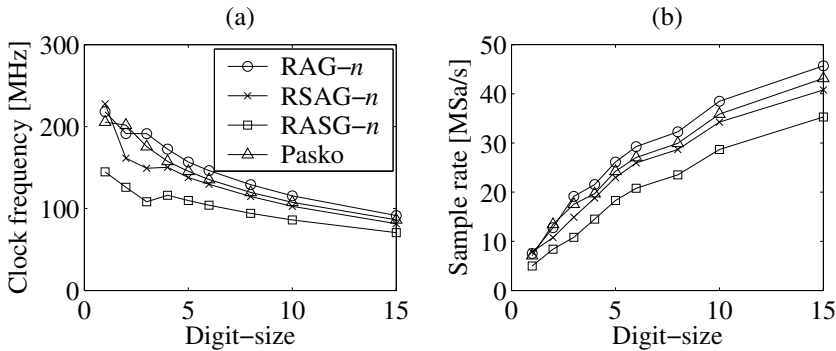 (a)
300
200
100
0
0
5
10
15
Clock frequency [MHz]
Digit−size
RAG−n
RSAG−n
RASG−n
Pasko
(b)
50
40
30
20
10
0
0
5
10
15
Sample rate [MSa/s]
Digit−size